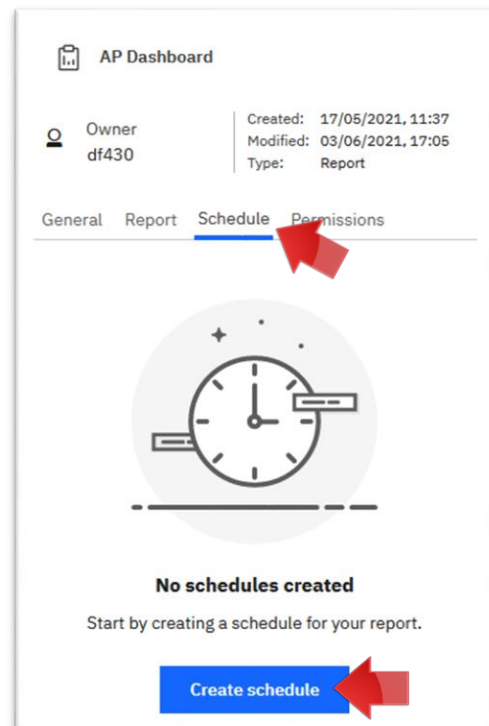 AP Dashboard
Owner
df430
Created: 17/05/2021, 11:37
Modified: 03/06/2021, 17:05
Type: Report
General Report Schedule Permissions
No schedules created
Start by creating a schedule for your report.
Create schedule